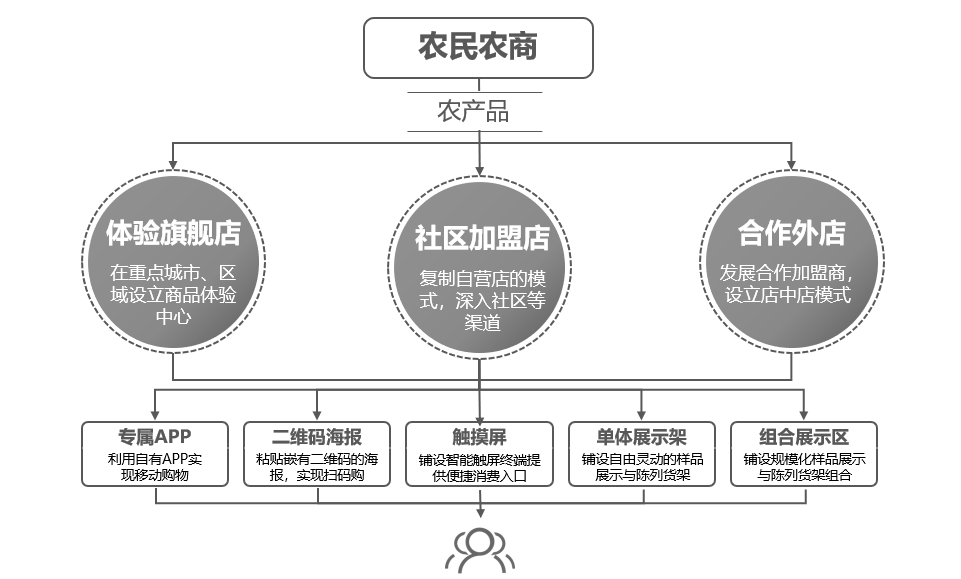 农民农商
农产品
体验旗舰店
在重点城市、区
域设立商品体验
中心
社区加盟店
复制自营店的模
式，深入社区等
渠道
合作外店
发展合作加盟商，
设立店中店模式
专属APP
利用自有APP实
现移动购物
二维码海报
粘贴嵌有二维码的海
报，实现扫码购
触摸屏
铺设智能触屏终端提
供便捷消费入口
单体展示架
铺设自由灵动的样品
展示与陈列货架
组合展示区
铺设规模化样品展示
与陈列货架组合